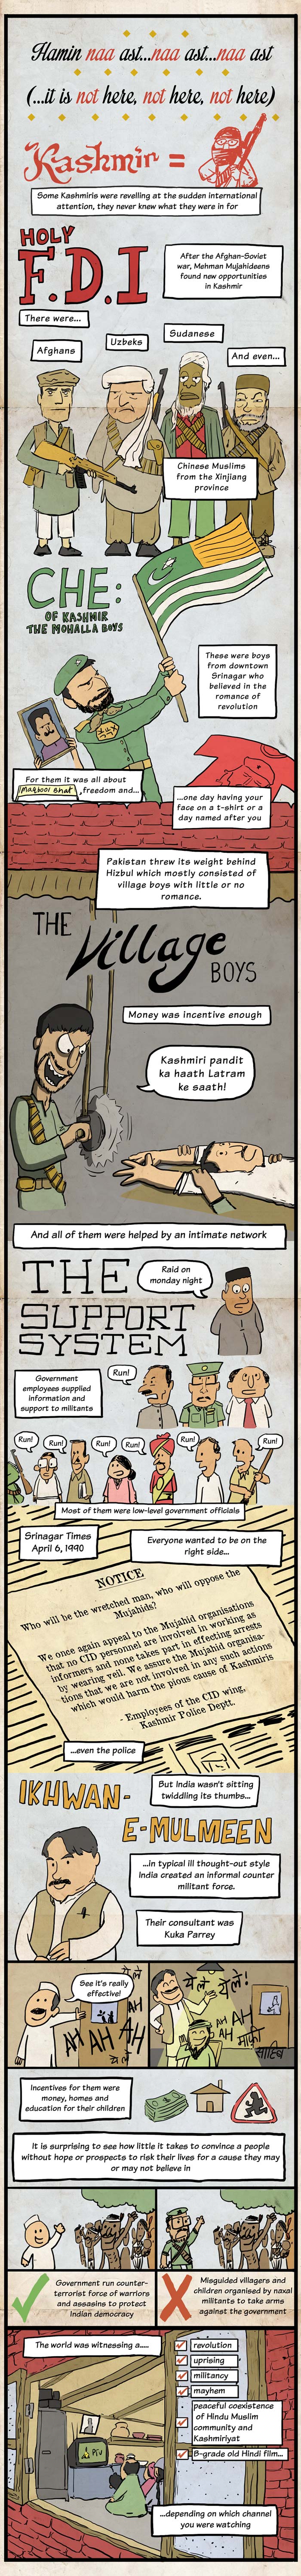 Hamin naa ast...naa ast...naa ast
(...it is not here, not here, not here)
Kashmir =
Some Kashmiris were revelling at the sudden international
attention, they never knew what they were in for
HOLY
F.D.I
After the Afghan-Soviet
war, Mehman Mujahideens
found new opportunities
in Kashmir
There were...
Afghans
Uzbeks
Sudanese
And even...
Chinese Muslims
from the Xinjiang
province
CHE:
OF KASHMIR
THE MOHALLA BOYS
These were boys
from downtown
Srinagar who
believed in the
romance of
revolution
For them it was all about
Maqbool Bhat, freedom and...
...one day having your
face on a t-shirt or a
day named after you
Pakistan threw its weight behind
Hizbul which mostly consisted of
village boys with little or no
romance.
THE
Village
BOYS
Money was incentive enough
Kashmiri pandit
ka haath Latram
ke saath!
And all of them were helped by an intimate network
THE
SUPPORT
SYSTEM
Raid on
monday night
Government
employees supplied
information and
support to militants
Run!
Run!
Run!
Run!
Run!
Run!
Run!
Most of them were low-level government officials
Srinagar Times
April 6, 1990
Everyone wanted to be on the
right side...
NOTICE
Who will be the wretched man, who will oppose the
Mujahids?
We once again appeal to the Mujahid organisations
that no CID personnel are involved in working as
informers and none takes part in effecting arrests
by wearing veil. We assure the Mujahid organisa-
tions that we are not involved in any such actions
which would harm the pious cause of Kashmiris
- Employees of the CID wing,
Kashmir Police Deptt.
...even the police
IKHWAN-
E-MULMEEN
But India wasn't sitting
twiddling its thumbs...
...in typical ill thought-out style
India created an informal counter
militant force.
Their consultant was
Kuka Parrey
See It's really
effective!
AH AH AH
ये ले!
AH
AH
Incentives for them were
money, homes and
education for their children
It is surprising to see how little it takes to convince a people
without hope or prospects to risk their lives for a cause they may
or may not believe in
Government run counter-
terrorist force of warriors
and assasins to protect
Indian democracy
Misguided villagers and
children organised by naxal
militants to take arms
against the government
The world was witnessing a.....
revolution
uprising
militancy
mayhem
peaceful coexistence
of Hindu Muslim
community and
Kashmiriyat
B-grade old Hindi film...
...depending on which channel
you were watching